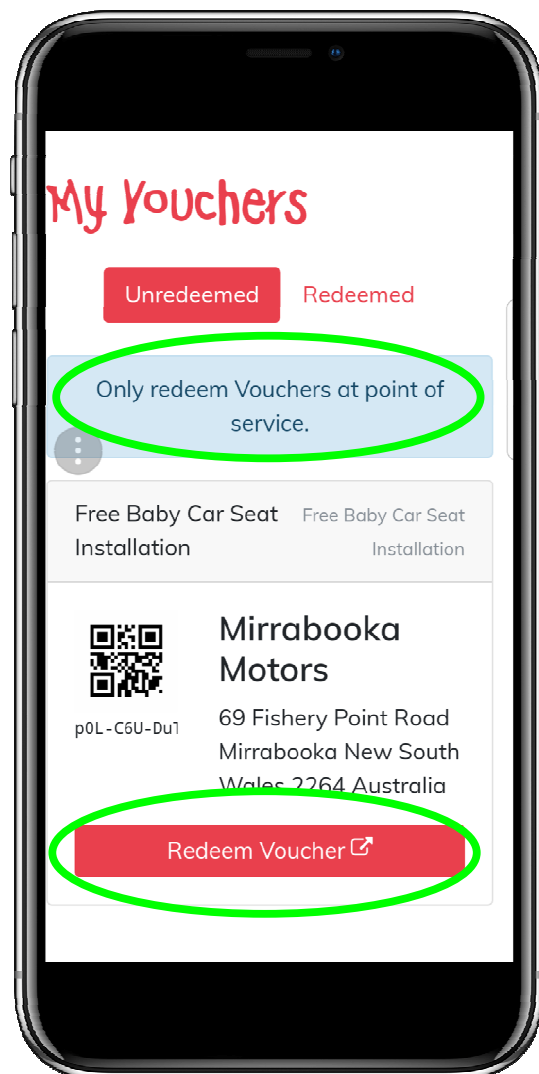 My Vouchers
Unredeemed Redeemed
Only redeem Vouchers at point of
service.
Free Baby Car Seat Free Baby Car Seat
Installation Installation
Mirrabooka
Motors
p0L-C6U-Du
69 Fishery Point Road
Mirrabooka New South
Wales 2264 Australia
Redeem Voucher